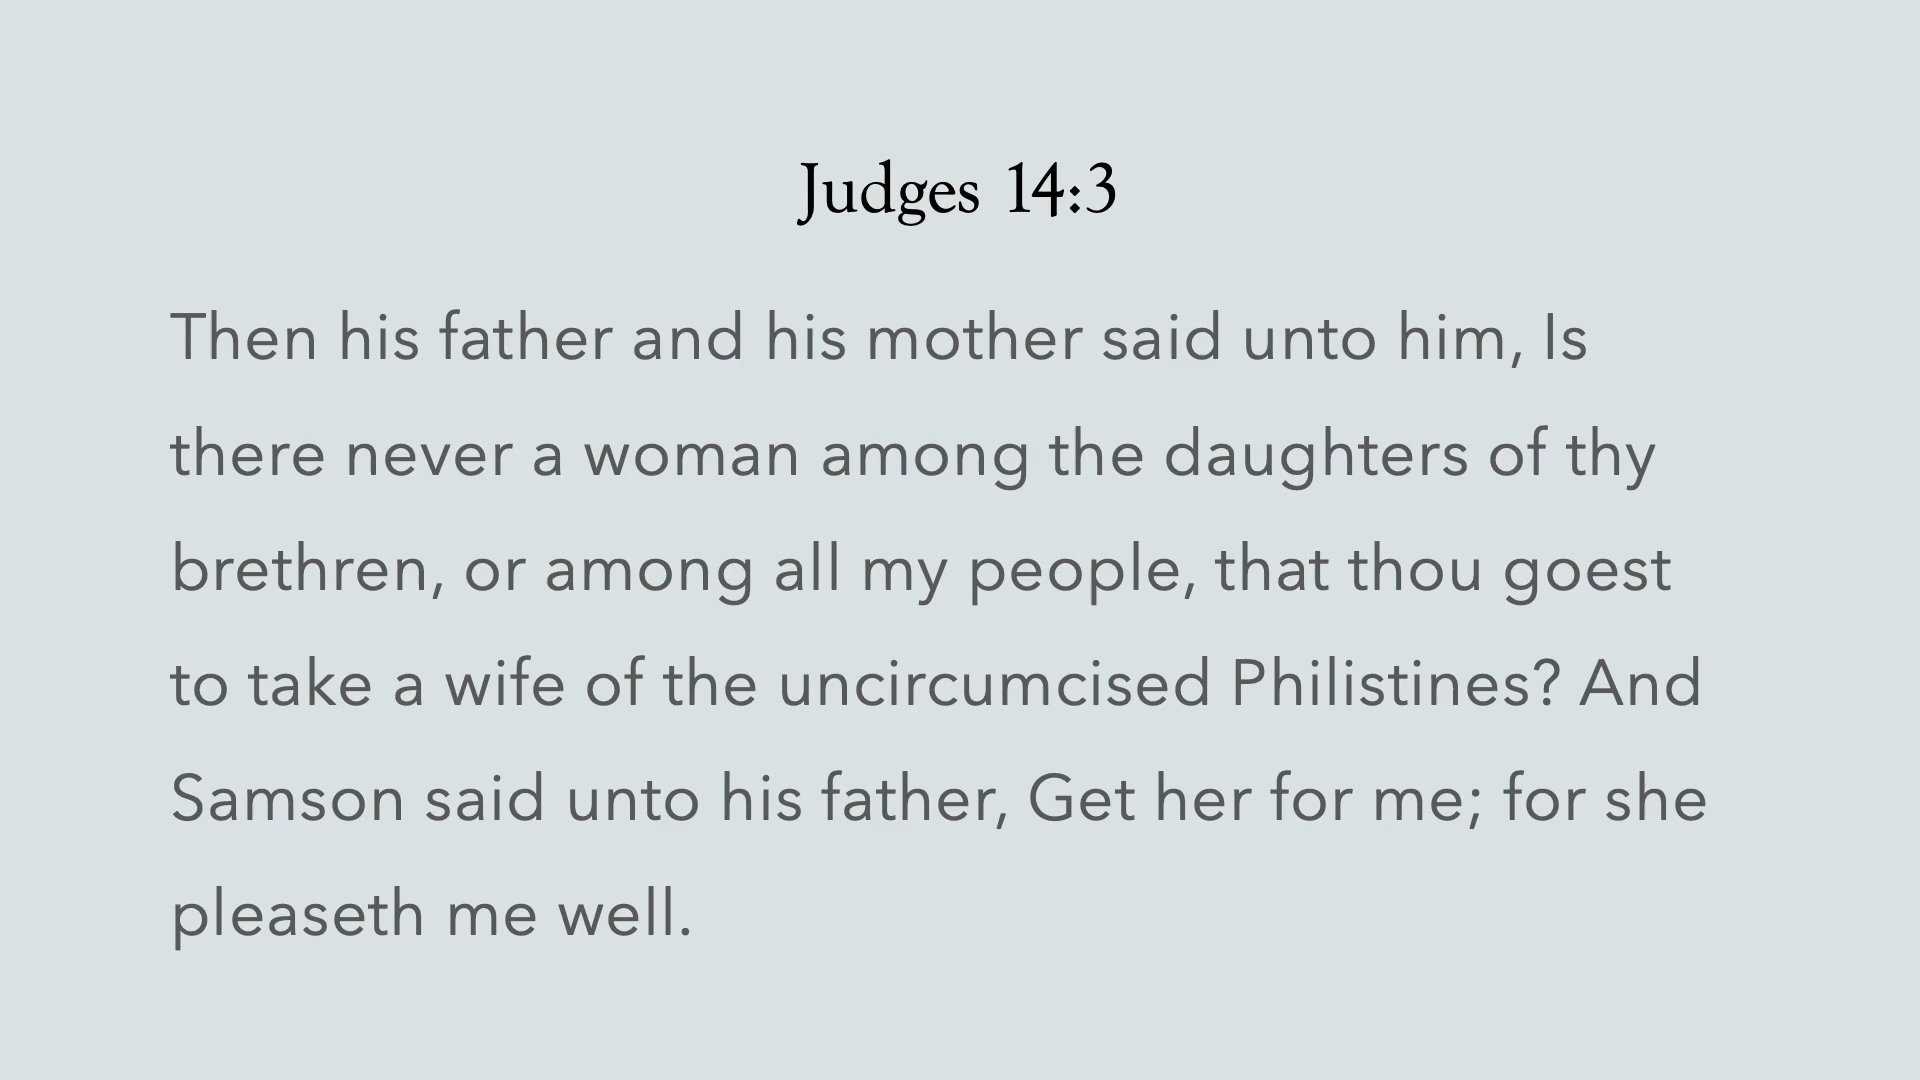 Judges 14:3
Then his father and his mother said unto him, Is
there never a woman among the daughters of thy
brethren, or among all my people, that thou goest
to take a wife of the uncircumcised Philistines? And
Samson said unto his father, Get her for me; for she
pleaseth me well.